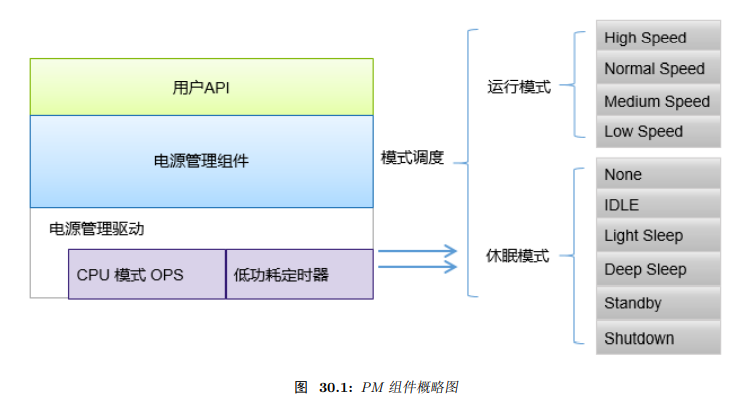 用户API
电源管理组件
电源管理驱动
CPU 模式 OPS
低功耗定时器
模式调度
运行模式
High Speed
Normal Speed
Medium Speed
Low Speed
休眠模式
None
IDLE
Light Sleep
Deep Sleep
Standby
Shutdown
图 30.1: PM 组件概略图